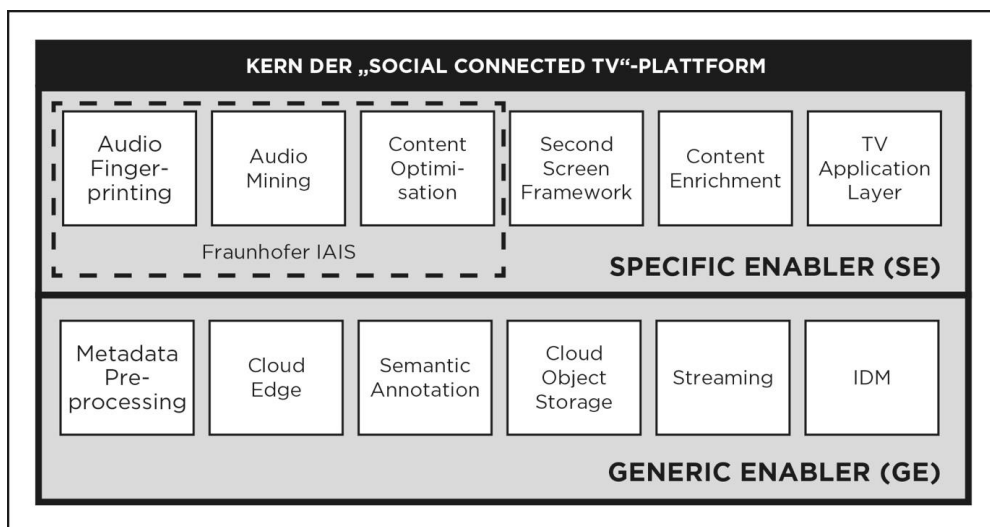 KERN DER „SOCIAL CONNECTED TV“-PLATTFORM
Audio
Finger-
printing
Audio
Mining
Content
Optimi-
sation
Second
Screen
Framework
Content
Enrichment
TV
Application
Layer
Fraunhofer IAIS
SPECIFIC ENABLER (SE)
Metadata
Pre-
processing
Cloud
Edge
Semantic
Annotation
Cloud
Object
Storage
Streaming
IDM
GENERIC ENABLER (GE)